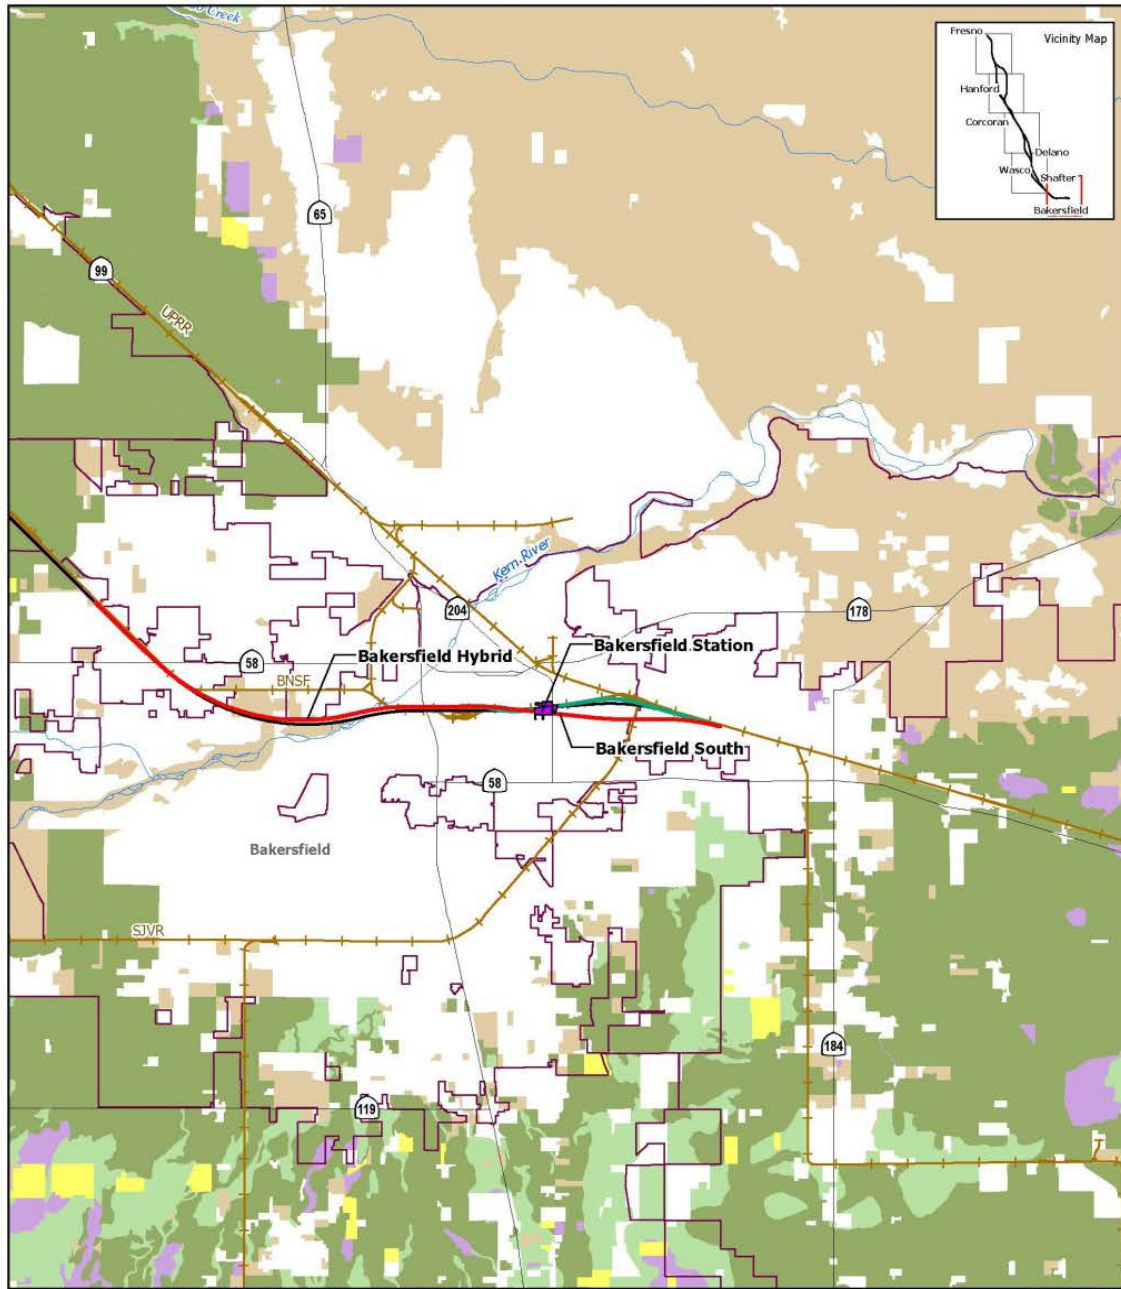 Creek
Fresno
Vicinity Map
Hanford
Corcoran
Delano
Wasco
Shafter
Bakersfield
65
99
UPRR
Kern River
204
178
58
Bakersfield Hybrid
Bakersfield Station
BNSF
Bakersfield South
58
Bakersfield
SJVR
184
119